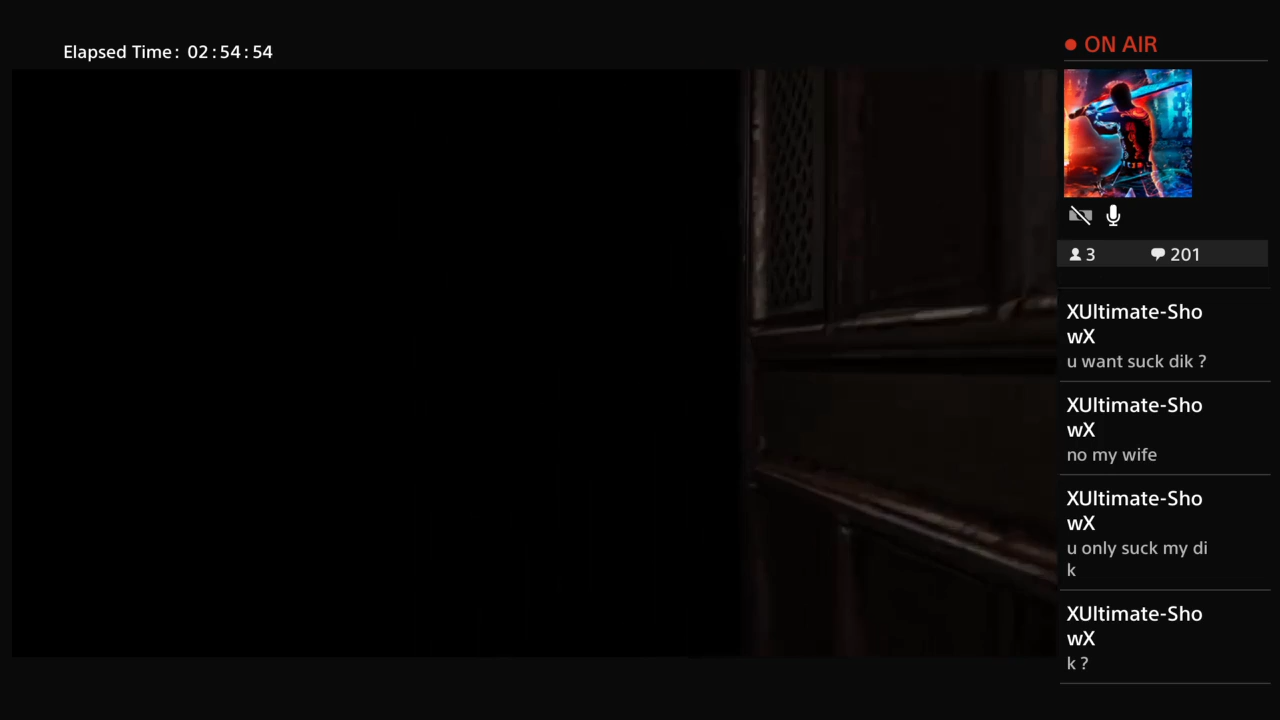 Elapsed Time: 02:54:54
ON AIR
3 201
XUltimate-Sho
wX
u want suck dik ?
XUltimate-Sho
wX
no my wife
XUltimate-Sho
wX
u only suck my di
k
XUltimate-Sho
wX
k ?